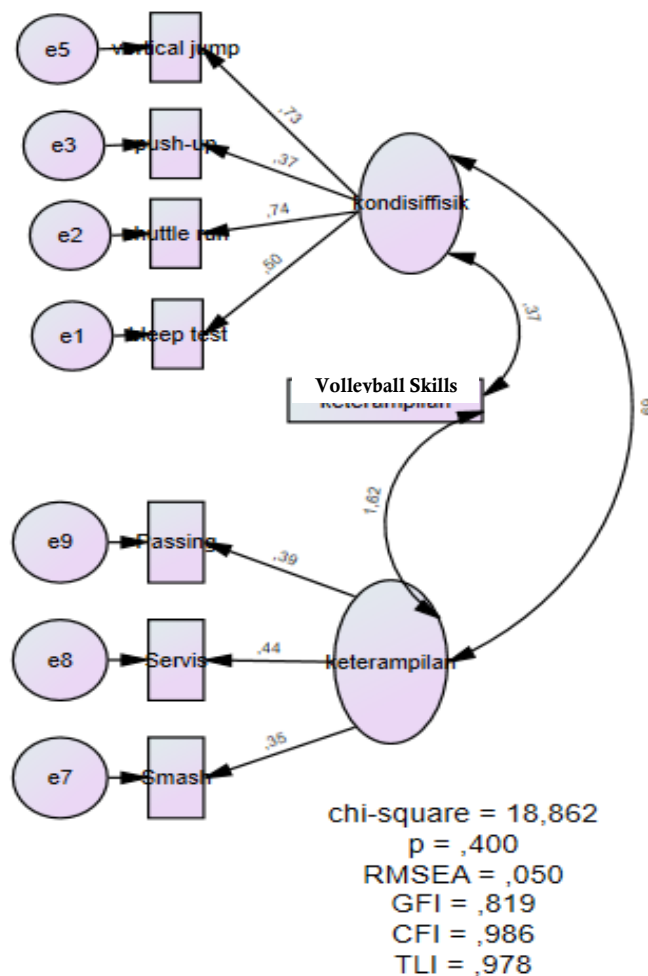 e5
vertical jump
,73
e3
push-up
,37
kondisiffisik
e2
shuttle run
,74
,50
e1
bleep test
,37
Volleyball Skills
keterampilan
,69
1,62
e9
Passing
,39
e8
Servis
,44
keterampilan
e7
Smash
chi-square = 18,862
p = ,400
RMSEA = ,050
GFI = ,819
CFI = ,986
TLI = ,978